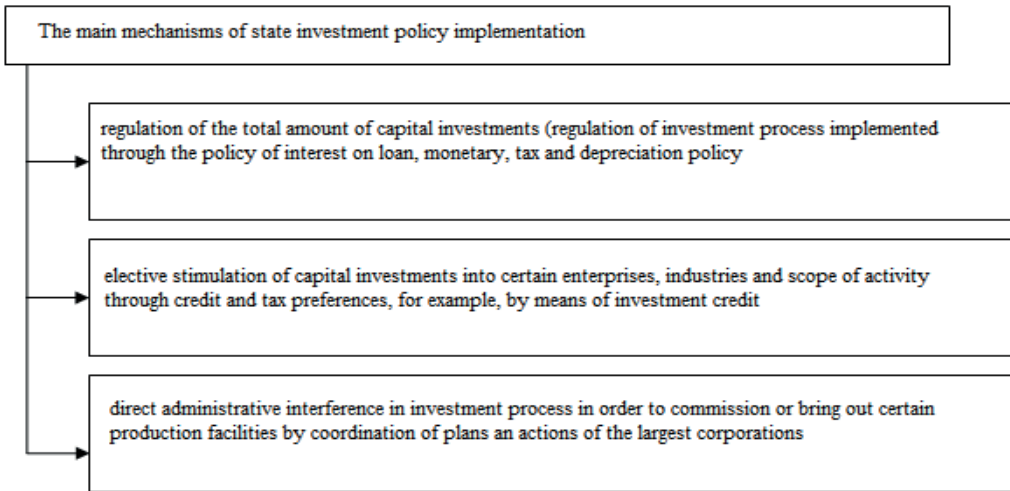 The main mechanisms of state investment policy implementation
regulation of the total amount of capital investments (regulation of investment process implemented
through the policy of interest on loan, monetary, tax and depreciation policy
elective stimulation of capital investments into certain enterprises, industries and scope of activity
through credit and tax preferences, for example, by means of investment credit
direct administrative interference in investment process in order to commission or bring out certain
production facilities by coordination of plans an actions of the largest corporations